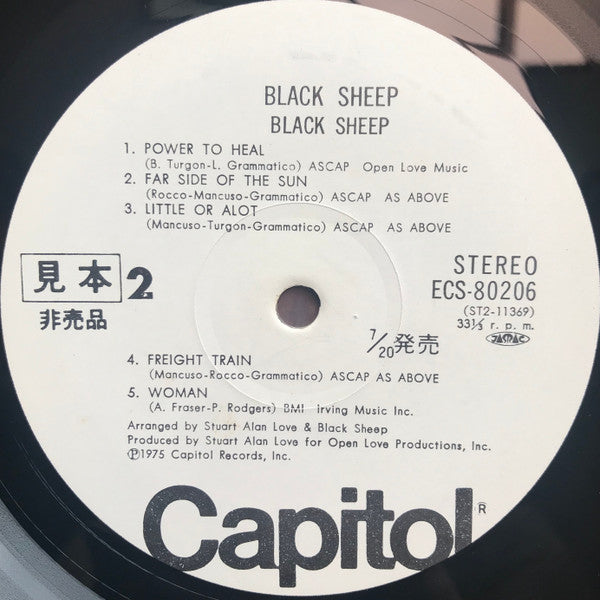 BLACK SHEEP
BLACK SHEEP
1. POWER TO HEAL
(B. Turgon-L. Grammatico) ASCAP Open Love Music
2. FAR SIDE OF THE SUN
(Rocco-Mancuso-Grammatico) ASCAP AS ABOVE
3. LITTLE OR ALOT
(Mancuso-Turgon-Grammatico) ASCAP AS ABOVE
見本 2
非売品
STEREO
ECS-80206
(ST2-11369)
33⅓ r. p. m.
JASRAC
7/20発売
4. FREIGHT TRAIN
(Mancuso-Rocco-Grammatico) ASCAP AS ABOVE
5. WOMAN
(A. Fraser-P. Rodgers) BMI Irving Music Inc.
Arranged by Stuart Alan Love & Black Sheep
Produced by Stuart Alan Love for Open Love Productions, Inc.
℗1975 Capitol Records, Inc.
Capitol®